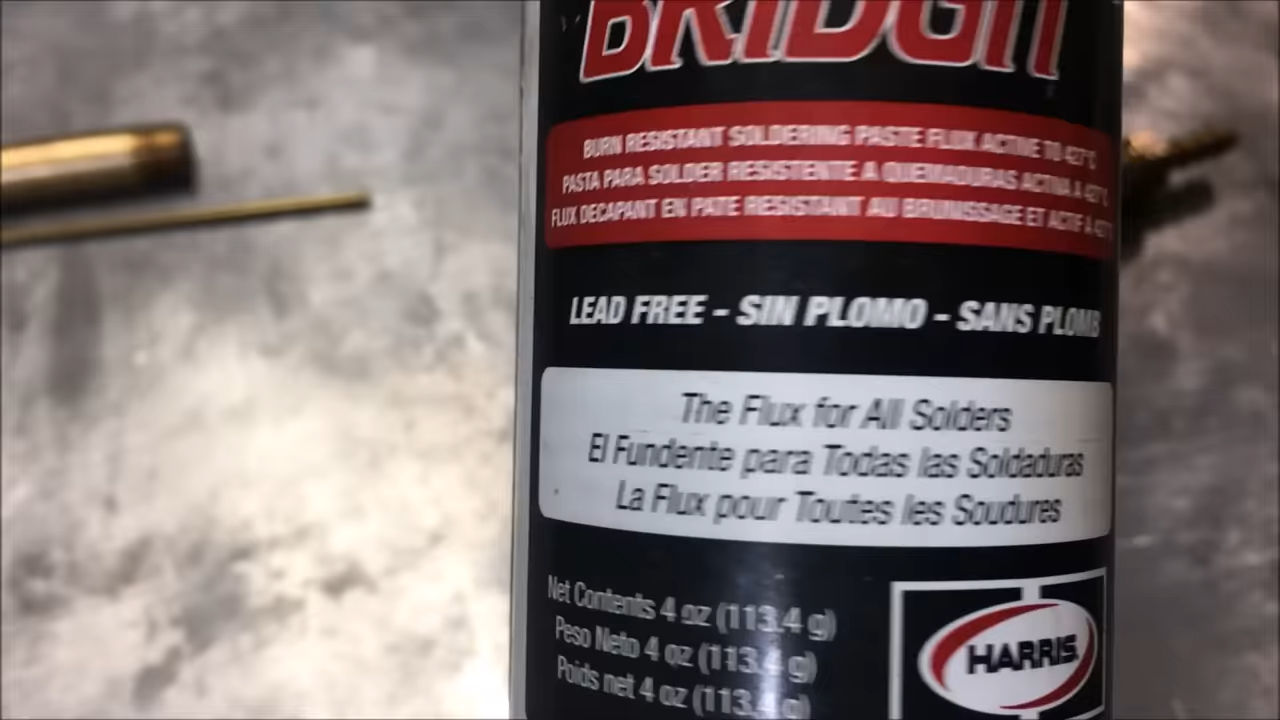 BRIDGIT
BURN RESISTANT SOLDERING PASTE FLUX ACTIVE TO 427°C
PASTA PARA SOLDER RESISTENTE A QUEMADURAS ACTIVA A 427°C
FLUX DECAPANT EN PATE RESISTANT AU BRUNISSAGE ET ACTIF À 427°C
LEAD FREE - SIN PLOMO - SANS PLOMB
The Flux for All Solders
El Fundente para Todas las Soldaduras
La Flux pour Toutes les Soudures
Net Contents 4 oz (113.4 g)
Peso Neto 4 oz (113.4 g)
Poids net 4 oz (113.4 g)
HARRIS